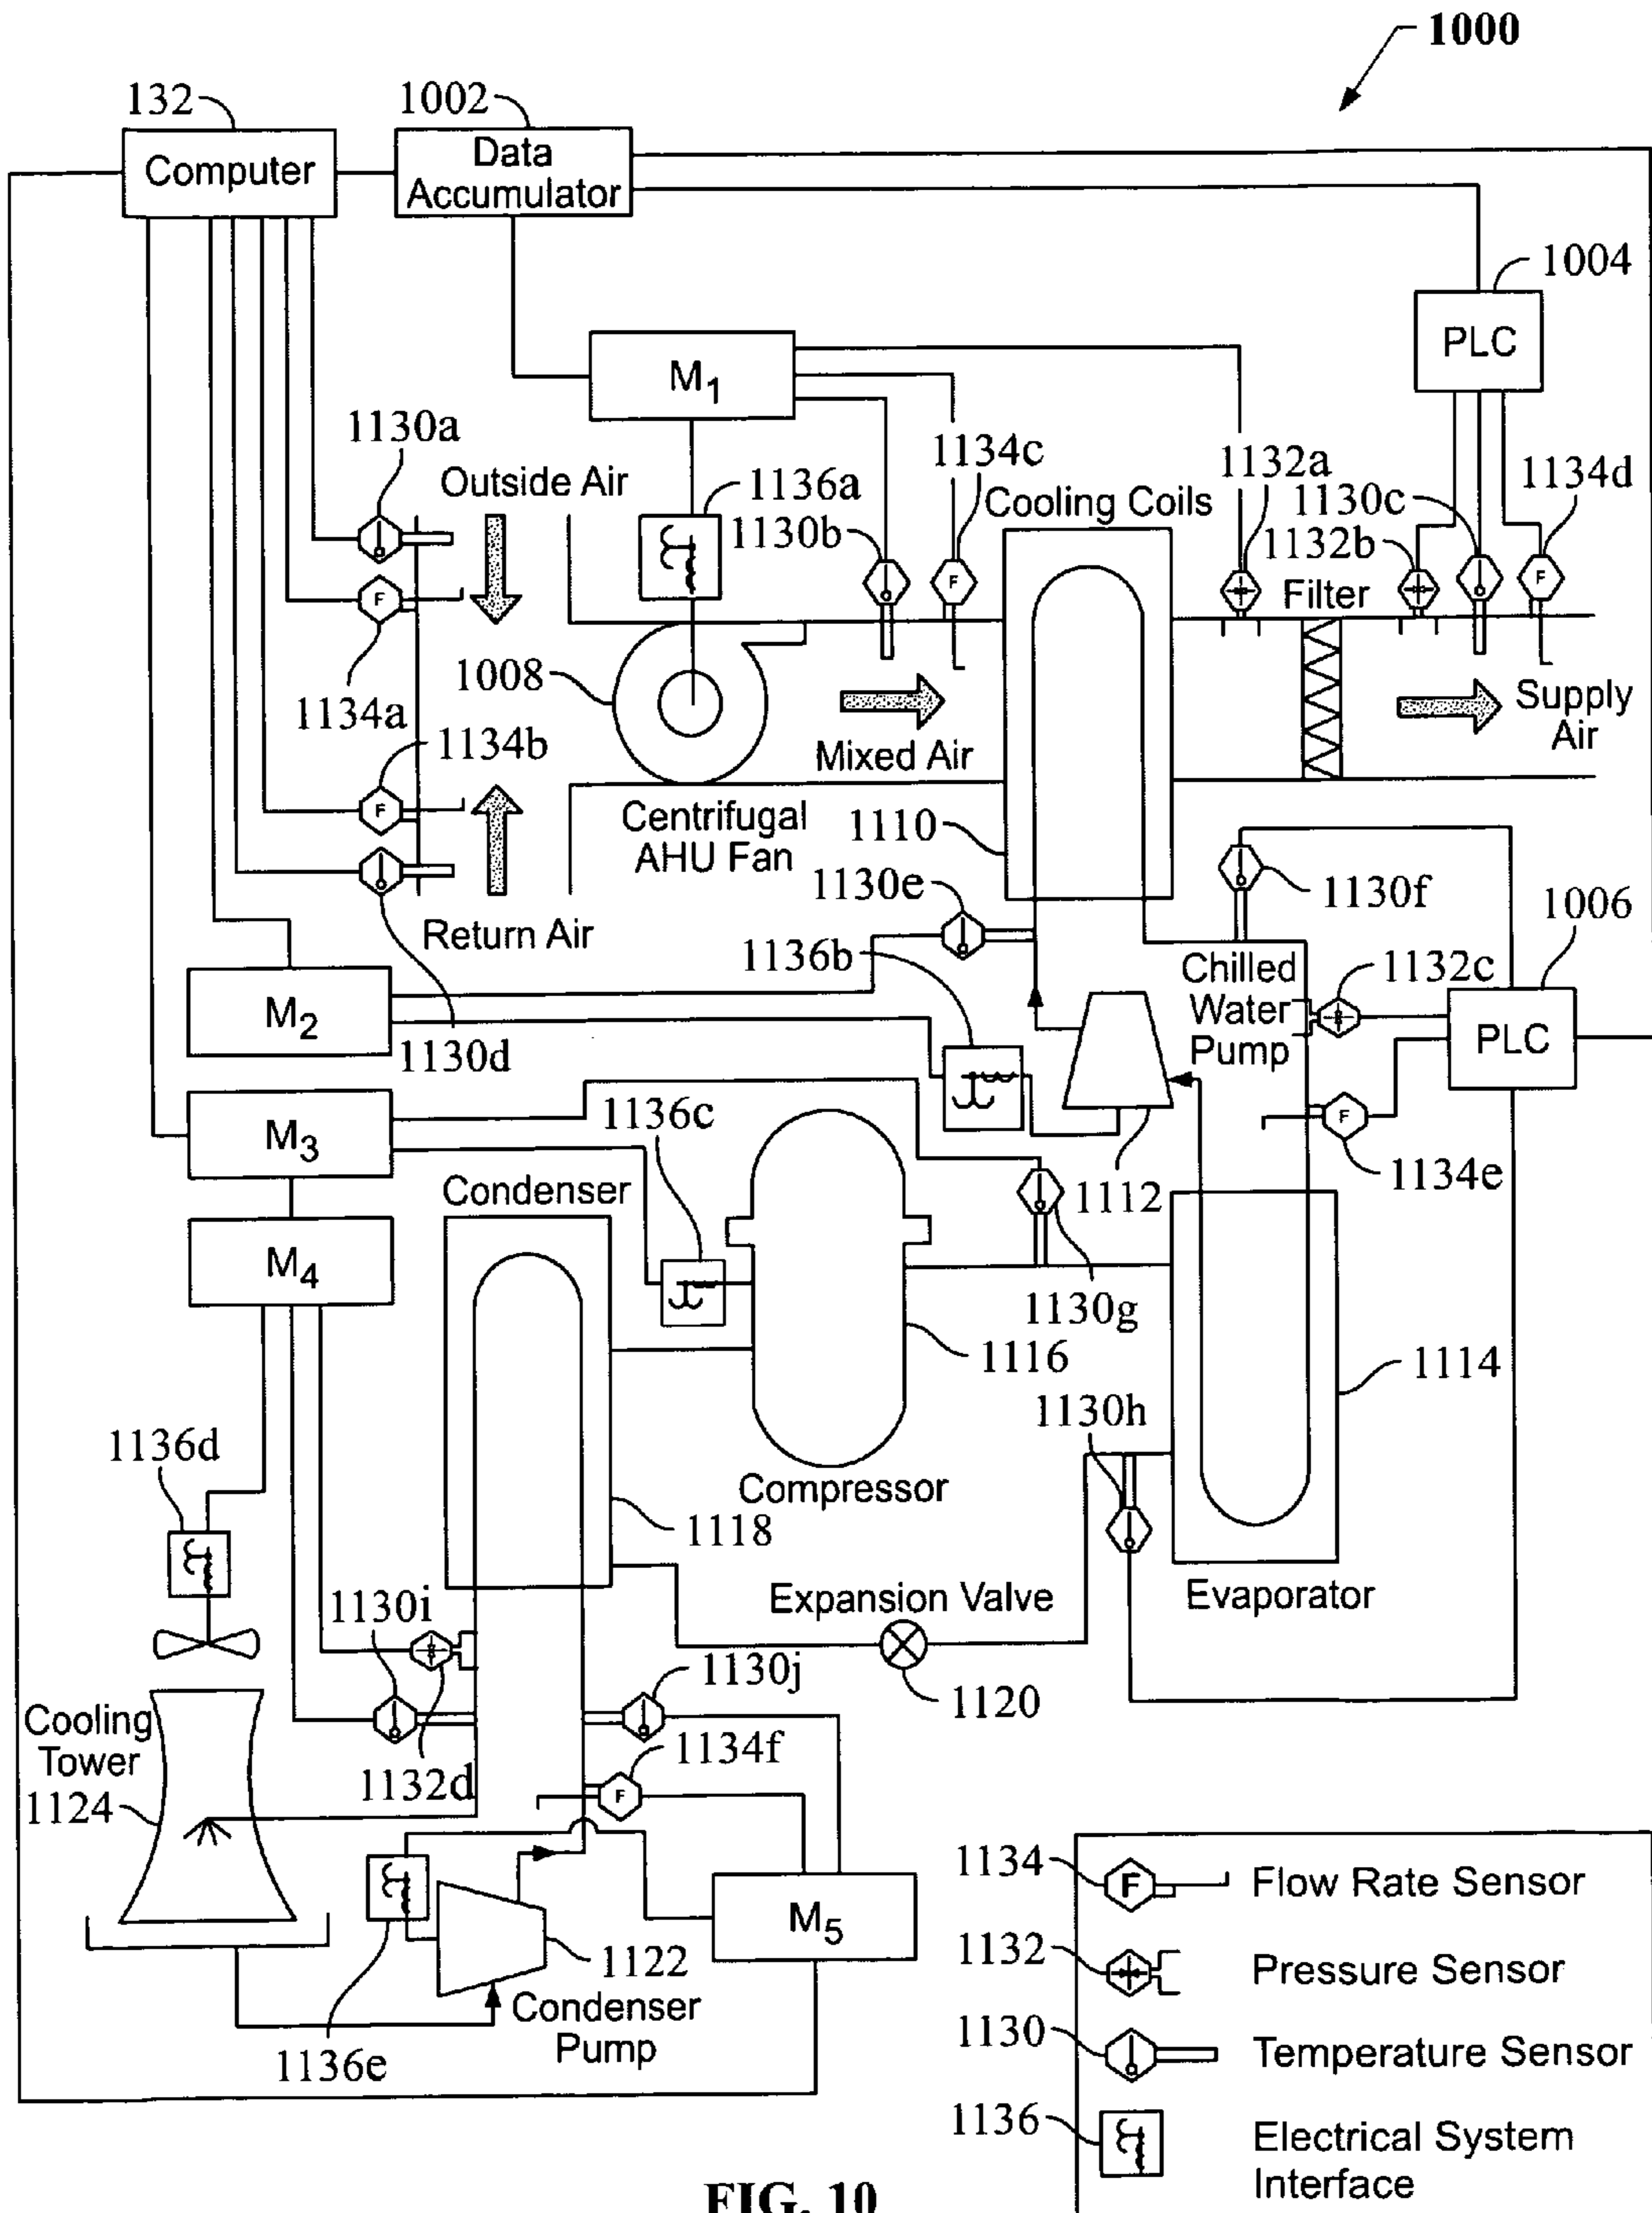 1000
132
1002
Computer
Data
Accumulator
1004
PLC
M1
1130a
Outside Air
1136a
1134c
1132a
1134d
Cooling Coils
1130c
1130b
1132b
F
F
F
Filter
1008
1134a
Supply
Air
1134b
Mixed Air
F
Centrifugal
AHU Fan
1110
1130e
1130f
1006
Return Air
1136b
Chilled
Water
Pump
1132c
M2
PLC
1130d
M3
1136c
F
1134e
Condenser
1112
M4
1130g
1116
1114
1130h
1136d
Compressor
1118
Expansion Valve
Evaporator
1130i
1130j
1120
Cooling
Tower
1134f
1132d
1124
F
M5
1122
Condenser
Pump
1136e
1134
F
Flow Rate Sensor
1132
Pressure Sensor
1130
Temperature Sensor
1136
Electrical System
Interface
FIG. 10